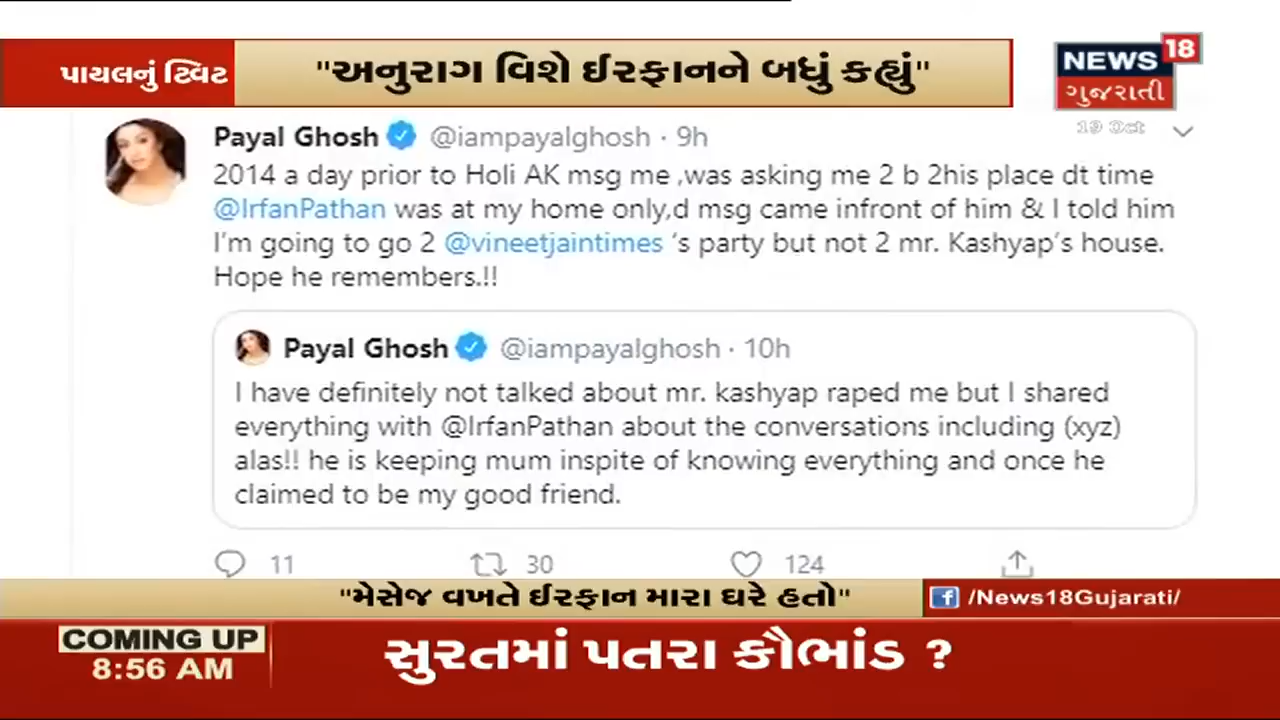 પાયલનું ટ્વિટ
"અનુરાગ વિશે ઈરફાનને બધું કહ્યું"
NEWS 18
ગુજરાતી
19 Oct
Payal Ghosh @iampayalghosh · 9h
2014 a day prior to Holi AK msg me ,was asking me 2 b 2his place dt time
@IrfanPathan was at my home only,d msg came infront of him & I told him
I'm going to go 2 @vineetjaintimes 's party but not 2 mr. Kashyap's house.
Hope he remembers.!!
Payal Ghosh @iampayalghosh · 10h
I have definitely not talked about mr. kashyap raped me but I shared
everything with @IrfanPathan about the conversations including (xyz)
alas!! he is keeping mum inspite of knowing everything and once he
claimed to be my good friend.
11 30 124
"મેસેજ વખતે ઈરફાન મારા ઘરે હતો"
f /News18Gujarati/
COMING UP
8:56 AM
સુરતમાં પતરા કૌભાંડ ?